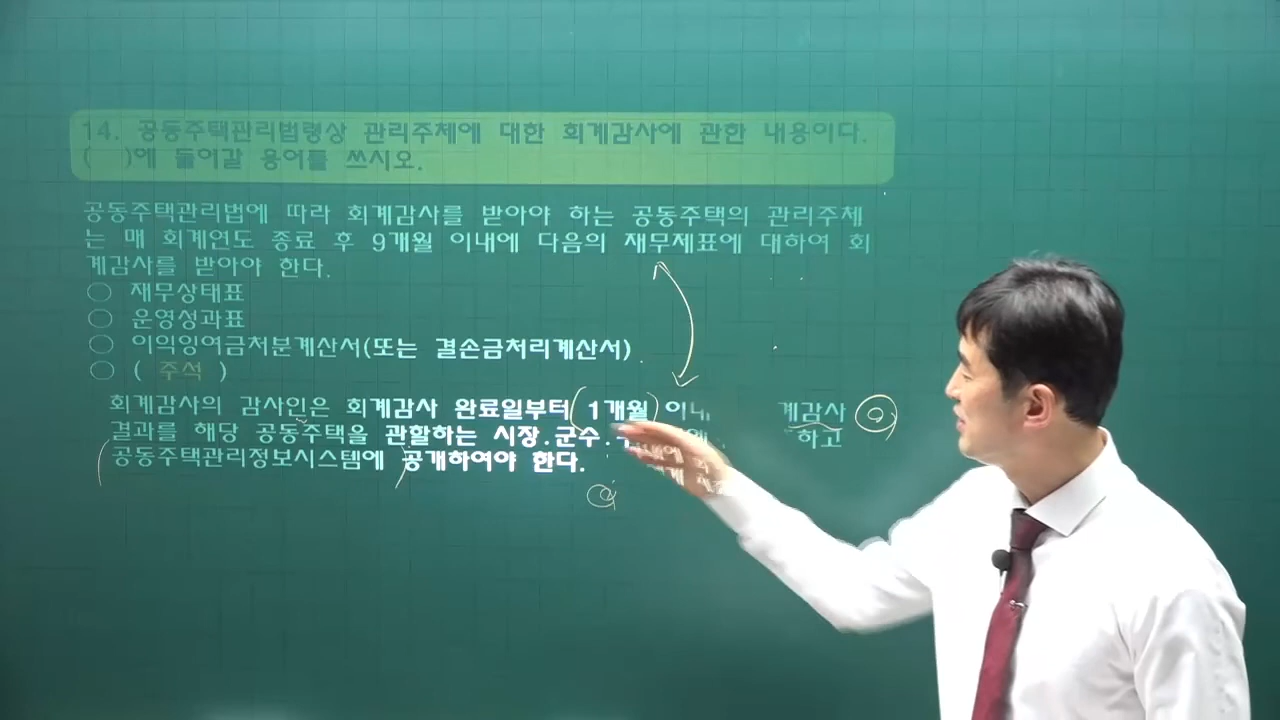 14. 공동주택관리법령상 관리주체에 대한 회계감사에 관한 내용이다.
( )에 들어갈 용어를 쓰시오.
공동주택관리법에 따라 회계감사를 받아야 하는 공동주택의 관리주체
는 매 회계연도 종료 후 9개월 이내에 다음의 재무제표에 대하여 회
계감사를 받아야 한다.
○ 재무상태표
○ 운영성과표
○ 이익잉여금처분계산서(또는 결손금처리계산서)
○ ( 주석 )
회계감사의 감사인은 회계감사 완료일부터 1개월 이내 계감사
결과를 해당 공동주택을 관할하는 시장.군수. 하고
공동주택관리정보시스템에 공개하여야 한다.